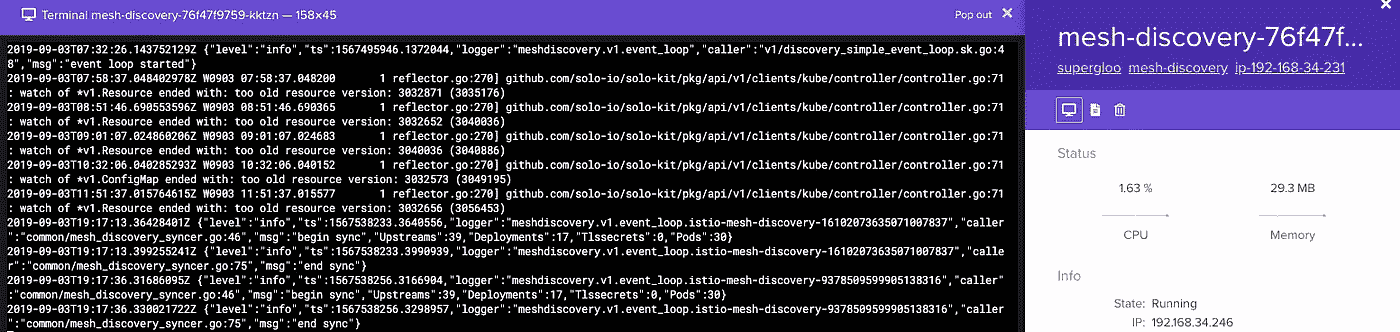 Terminal mesh-discovery-76f47f9759-kktzn — 158×45
Pop out
2019-09-03T07:32:26.143752129Z {"level":"info","ts":1567495946.1372044,"logger":"meshdiscovery.v1.event_loop","caller":"v1/discovery_simple_event_loop.sk.go:4
8","msg":"event loop started"}
2019-09-03T07:58:37.048402978Z W0903 07:58:37.048200 1 reflector.go:270] github.com/solo-io/solo-kit/pkg/api/v1/clients/kube/controller/controller.go:71
: watch of *v1.Resource ended with: too old resource version: 3032871 (3035176)
2019-09-03T08:51:46.690553596Z W0903 08:51:46.690365 1 reflector.go:270] github.com/solo-io/solo-kit/pkg/api/v1/clients/kube/controller/controller.go:71
: watch of *v1.Resource ended with: too old resource version: 3032652 (3040036)
2019-09-03T09:01:07.024860206Z W0903 09:01:07.024683 1 reflector.go:270] github.com/solo-io/solo-kit/pkg/api/v1/clients/kube/controller/controller.go:71
: watch of *v1.Resource ended with: too old resource version: 3040036 (3040886)
2019-09-03T10:32:06.040285293Z W0903 10:32:06.040152 1 reflector.go:270] github.com/solo-io/solo-kit/pkg/api/v1/clients/kube/controller/controller.go:71
: watch of *v1.ConfigMap ended with: too old resource version: 3032573 (3049195)
2019-09-03T11:51:37.015764615Z W0903 11:51:37.015577 1 reflector.go:270] github.com/solo-io/solo-kit/pkg/api/v1/clients/kube/controller/controller.go:71
: watch of *v1.Resource ended with: too old resource version: 3032656 (3056453)
2019-09-03T19:17:13.364284017Z {"level":"info","ts":1567538233.3640556,"logger":"meshdiscovery.v1.event_loop.istio-mesh-discovery-16102073635071007837","caller
":"common/mesh_discovery_syncer.go:46","msg":"begin sync","Upstreams":39,"Deployments":17,"Tlssecrets":0,"Pods":30}
2019-09-03T19:17:13.399255241Z {"level":"info","ts":1567538233.3990939,"logger":"meshdiscovery.v1.event_loop.istio-mesh-discovery-16102073635071007837","calle
r":"common/mesh_discovery_syncer.go:75","msg":"end sync"}
2019-09-03T19:17:36.31686095Z {"level":"info","ts":1567538256.3166904,"logger":"meshdiscovery.v1.event_loop.istio-mesh-discovery-9378509599905138316","caller"
:"common/mesh_discovery_syncer.go:46","msg":"begin sync","Upstreams":39,"Deployments":17,"Tlssecrets":0,"Pods":30}
2019-09-03T19:17:36.330021722Z {"level":"info","ts":1567538256.3298957,"logger":"meshdiscovery.v1.event_loop.istio-mesh-discovery-9378509599905138316","caller
":"common/mesh_discovery_syncer.go:75","msg":"end sync"}
mesh-discovery-76f47f...
supergloo mesh-discovery ip-192-168-34-231
Status
1.63 % 29.3 MB
CPU Memory
Info
State: Running
IP: 192.168.34.246